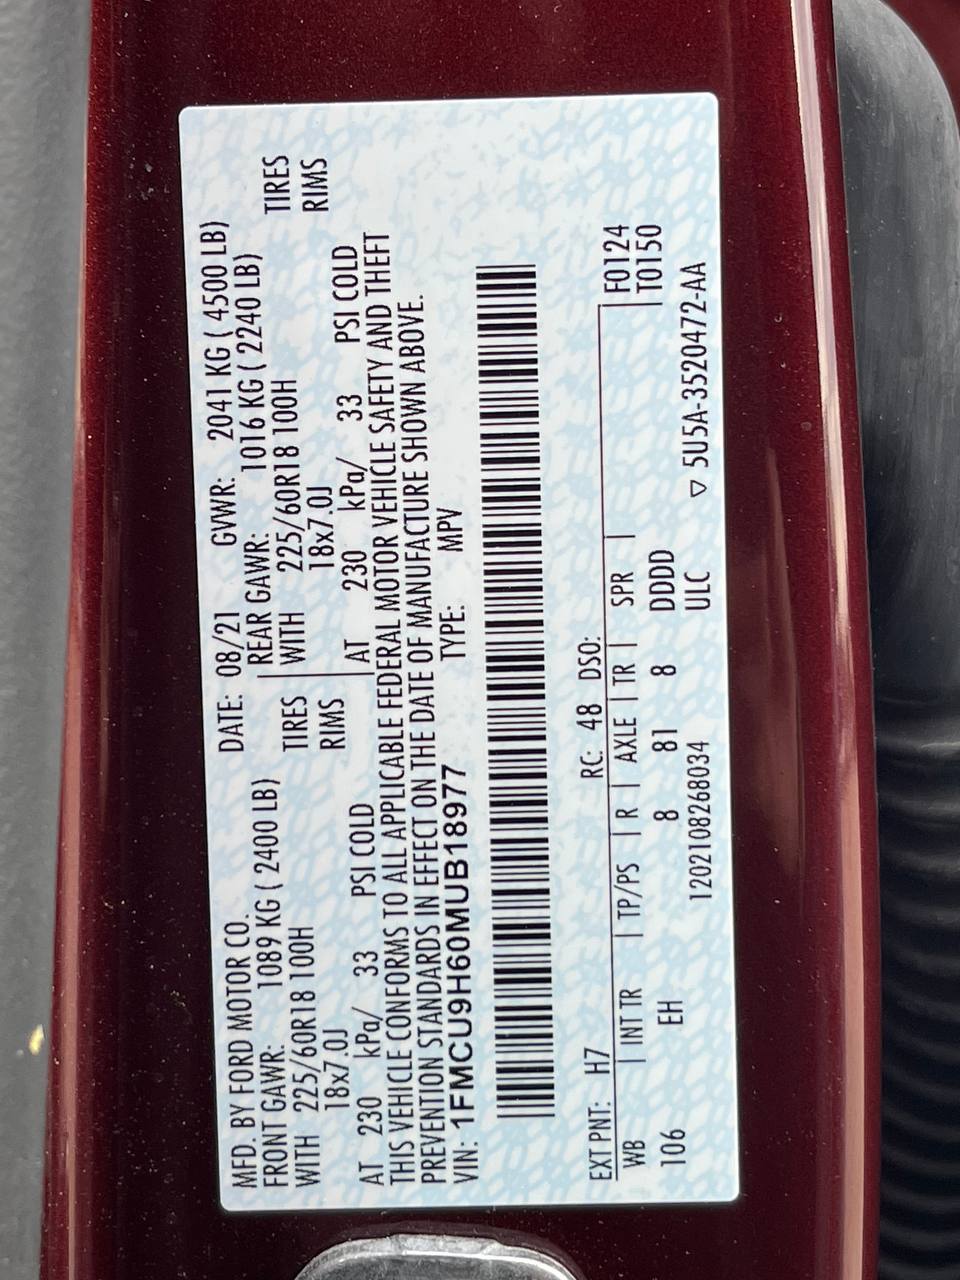 MFD. BY FORD MOTOR CO. DATE: 08/21 GVWR: 2041 KG ( 4500 LB)
FRONT GAWR: 1089 KG ( 2400 LB) REAR GAWR: 1016 KG ( 2240 LB)
WITH 225/60R18 100H TIRES WITH 225/60R18 100H TIRES
18x7.0J RIMS 18x7.0J RIMS
AT 230 kPa/ 33 PSI COLD AT 230 kPa/ 33 PSI COLD
THIS VEHICLE CONFORMS TO ALL APPLICABLE FEDERAL MOTOR VEHICLE SAFETY AND THEFT
PREVENTION STANDARDS IN EFFECT ON THE DATE OF MANUFACTURE SHOWN ABOVE.
VIN: 1FMCU9H60MUB18977 TYPE: MPV
EXT PNT: H7 RC: 48 DSO:
WB | INT TR | TP/PS | R | AXLE | TR | SPR | F0124
106 EH 8 81 8 DDDD T0150
120210826803​4 ULC ▽ 5U5A-3520472-AA